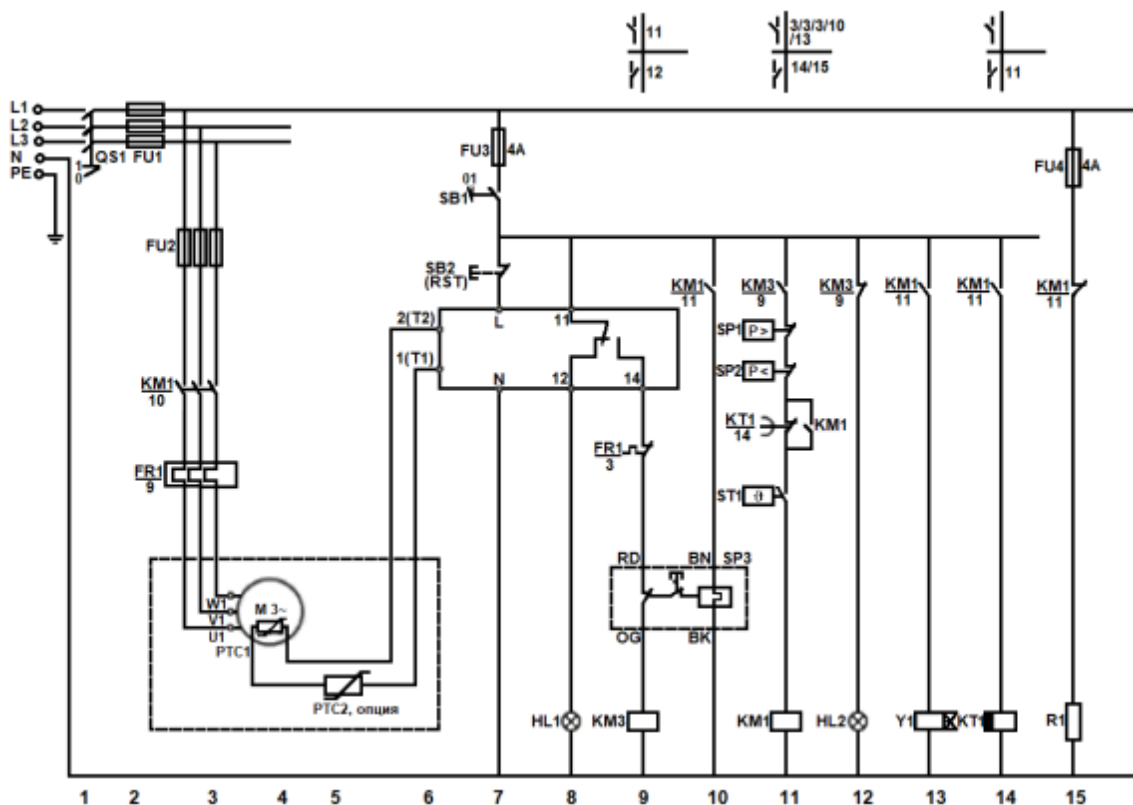 11
12
3/3/3/10
/13
14/15
11
L1
L2
L3
N
PE
1
0
QS1
FU1
FU2
FU3
4A
01
SB1
SB2
(RST)
FU4
4A
KM1
11
KM3
9
KM3
9
KM1
11
KM1
11
KM1
11
2(T2)
1(T1)
L
11
N
12
14
SP1
P >
SP2
P <
KT1
14
KM1
KM1
10
FR1
9
FR1
3
ST1
RD
BN
SP3
OG
BK
M 3~
W1
V1
U1
PTC1
PTC2, опция
HL1
KM3
KM1
HL2
Y1
KT1
R1
1 2 3 4 5 6 7 8 9 10 11 12 13 14 15